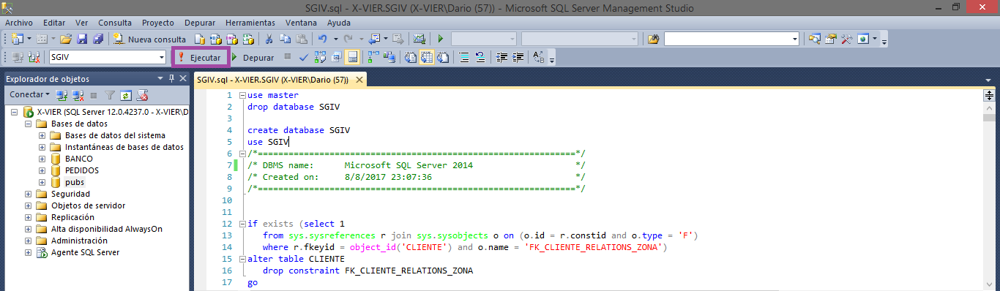 SGIV.sql - X-VIER.SGIV (X-VIER\Dario (57)) - Microsoft SQL Server Management Studio
Archivo Editar Ver Consulta Proyecto Depurar Herramientas Ventana Ayuda
Nueva consulta
SGIV Ejecutar Depurar
Explorador de objetos
Conectar
X-VIER (SQL Server 12.0.4237.0 - X-VIER\D
Bases de datos
Bases de datos del sistema
Instantáneas de bases de datos
BANCO
PEDIDOS
pubs
Seguridad
Objetos de servidor
Replicación
Alta disponibilidad AlwaysOn
Administración
Agente SQL Server
SGIV.sql - X-VIER.SGIV (X-VIER\Dario (57))
1 use master
2 drop database SGIV
3
4 create database SGIV
5 use SGIV
6 /*==============================================================*/
7 /* DBMS name:      Microsoft SQL Server 2014                    */
8 /* Created on:     8/8/2017 23:07:36                            */
9 /*==============================================================*/
10
11
12 if exists (select 1
13    from sys.sysreferences r join sys.sysobjects o on (o.id = r.constid and o.type = 'F')
14    where r.fkeyid = object_id('CLIENTE') and o.name = 'FK_CLIENTE_RELATIONS_ZONA')
15 alter table CLIENTE
16    drop constraint FK_CLIENTE_RELATIONS_ZONA
17 go